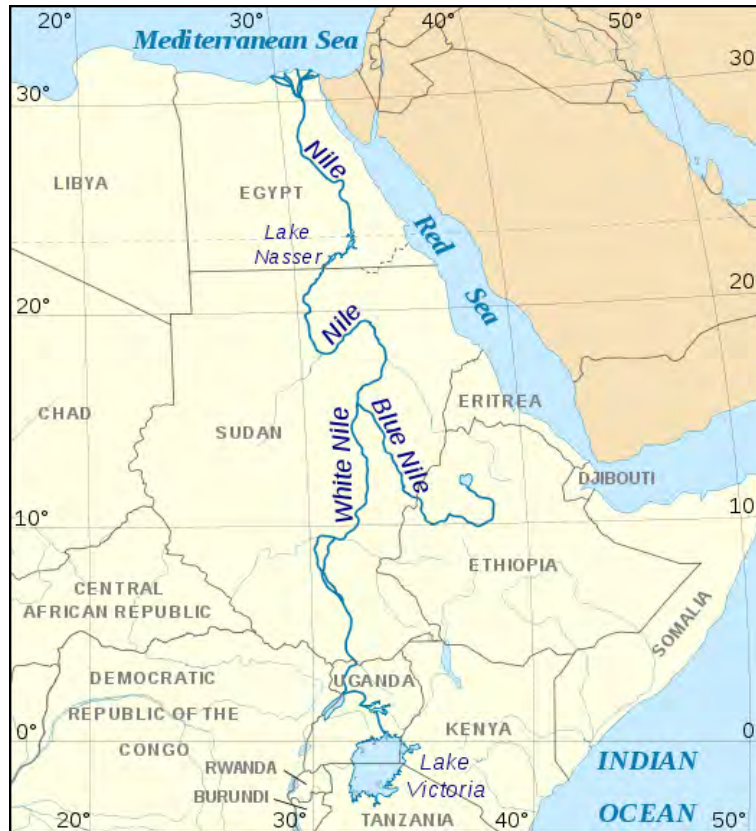 20°
30°
40°
50°
Mediterranean Sea
30°
30°
Nile
LIBYA
EGYPT
Lake
Nasser
Red
Sea
20°
20°
Nile
CHAD
SUDAN
White Nile
Blue Nile
ERITREA
DJIBOUTI
10°
10°
ETHIOPIA
CENTRAL
AFRICAN REPUBLIC
SOMALIA
DEMOCRATIC
REPUBLIC OF THE
CONGO
UGANDA
KENYA
0°
0°
RWANDA
BURUNDI
Lake
Victoria
TANZANIA
INDIAN
OCEAN
20°
30°
40°
50°